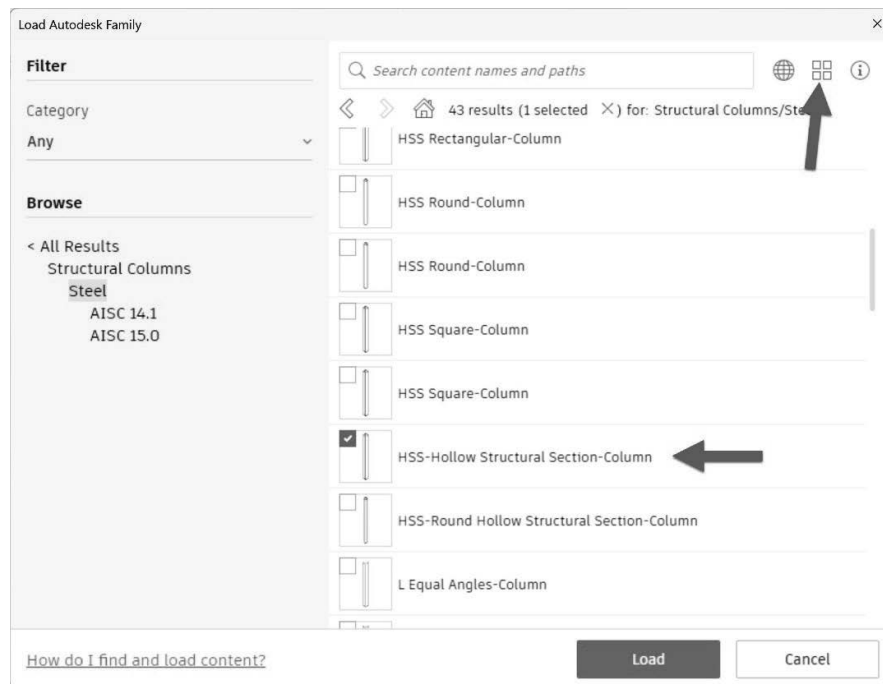 Load Autodesk Family
Filter
Category
Any
Browse
< All Results
Structural Columns
Steel
AISC 14.1
AISC 15.0
Search content names and paths
43 results (1 selected ×) for: Structural Columns/Ste
HSS Rectangular-Column
HSS Round-Column
HSS Round-Column
HSS Square-Column
HSS Square-Column
HSS-Hollow Structural Section-Column
HSS-Round Hollow Structural Section-Column
L Equal Angles-Column
How do I find and load content?
Load
Cancel